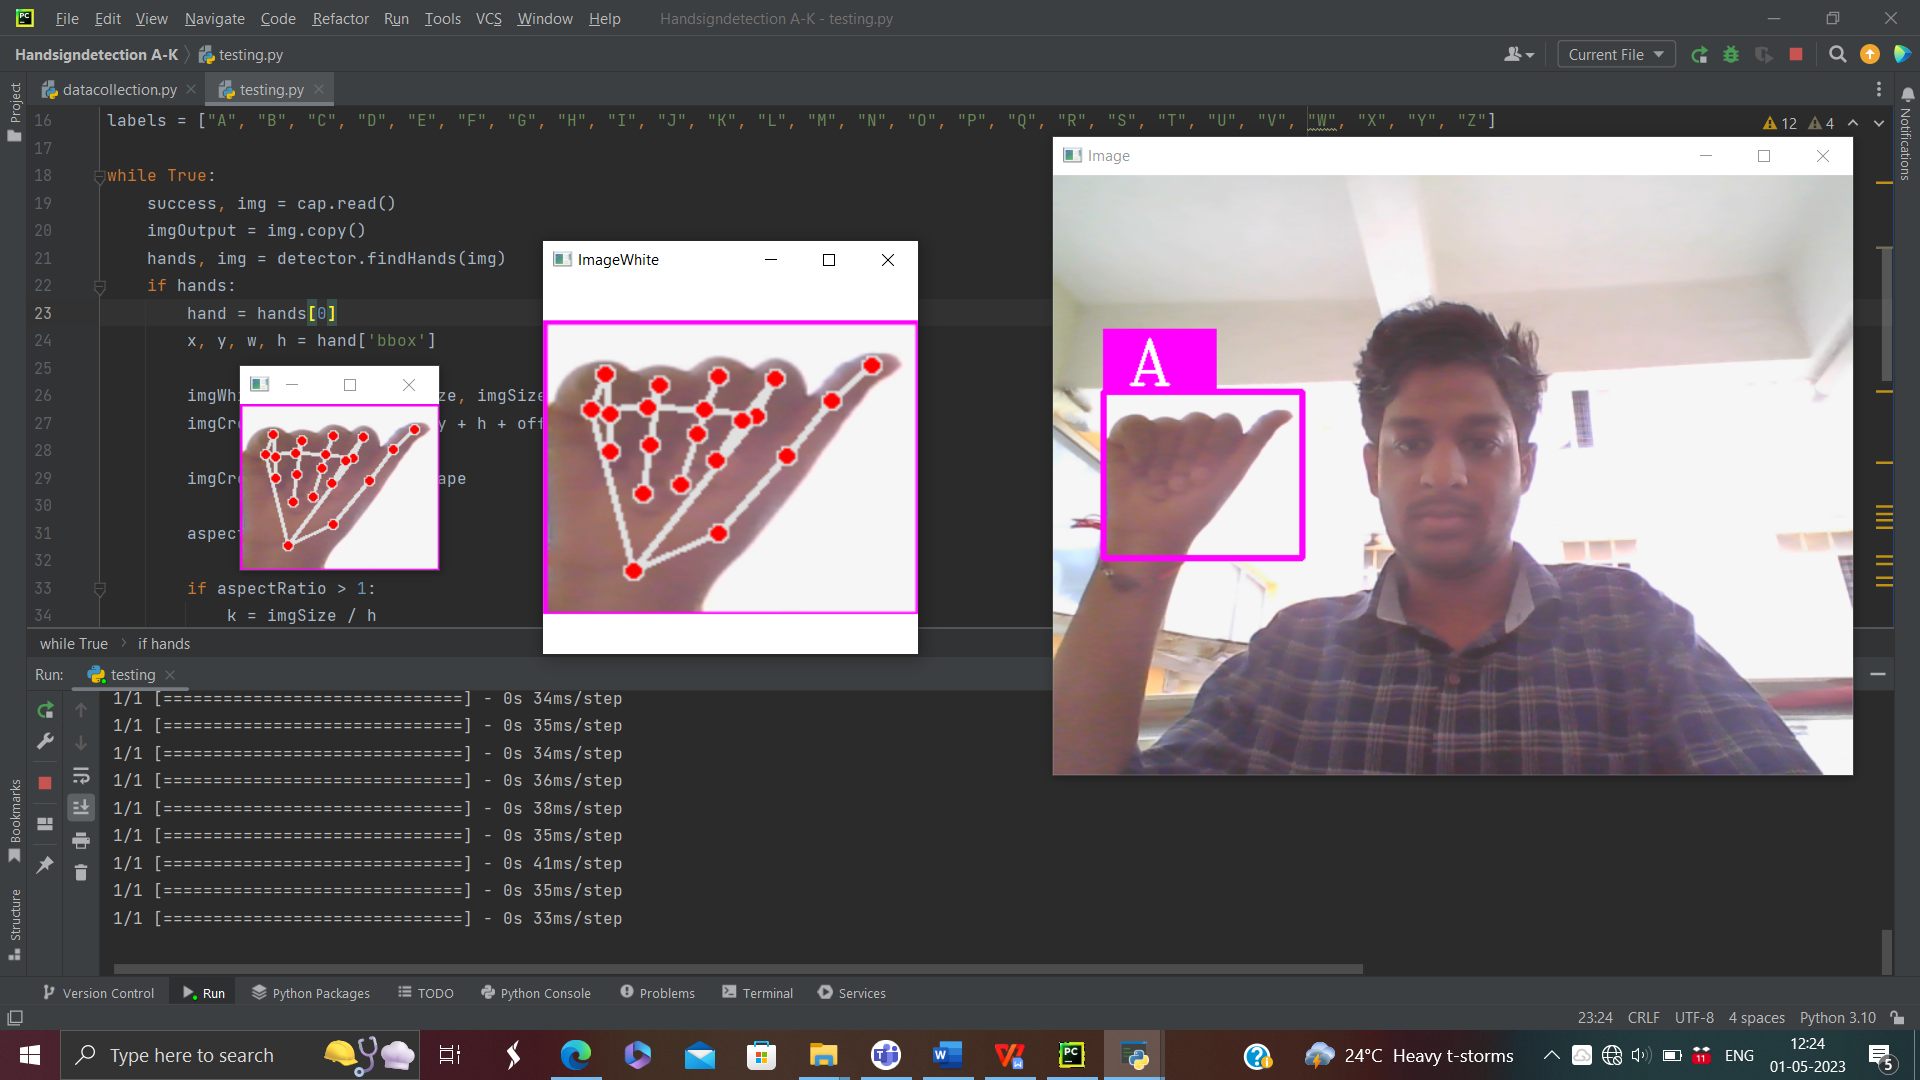 File Edit View Navigate Code Refactor Run Tools VCS Window Help Handsigndetection A-K - testing.py
Handsigndetection A-K testing.py Current File
datacollection.py testing.py
Project
Notifications
12 4
16 labels = ["A", "B", "C", "D", "E", "F", "G", "H", "I", "J", "K", "L", "M", "N", "O", "P", "Q", "R", "S", "T", "U", "V", "W", "X", "Y", "Z"]
17
18 while True:
19 success, img = cap.read()
20 imgOutput = img.copy()
21 hands, img = detector.findHands(img)
22 if hands:
23 hand = hands[0]
24 x, y, w, h = hand['bbox']
25
26 imgWh ze, imgSize
27 imgCr y + h + off
28
29 imgCr ape
30
31 aspec
32
33 if aspectRatio > 1:
34 k = imgSize / h
while True if hands
ImageWhite
Image
A
Run: testing
1/1 [==============================] - 0s 34ms/step
1/1 [==============================] - 0s 35ms/step
1/1 [==============================] - 0s 34ms/step
1/1 [==============================] - 0s 36ms/step
1/1 [==============================] - 0s 38ms/step
1/1 [==============================] - 0s 35ms/step
1/1 [==============================] - 0s 41ms/step
1/1 [==============================] - 0s 35ms/step
1/1 [==============================] - 0s 33ms/step
Bookmarks
Structure
Version Control Run Python Packages TODO Python Console Problems Terminal Services
23:24 CRLF UTF-8 4 spaces Python 3.10
Type here to search 24°C Heavy t-storms 11 ENG 12:24
01-05-2023 5